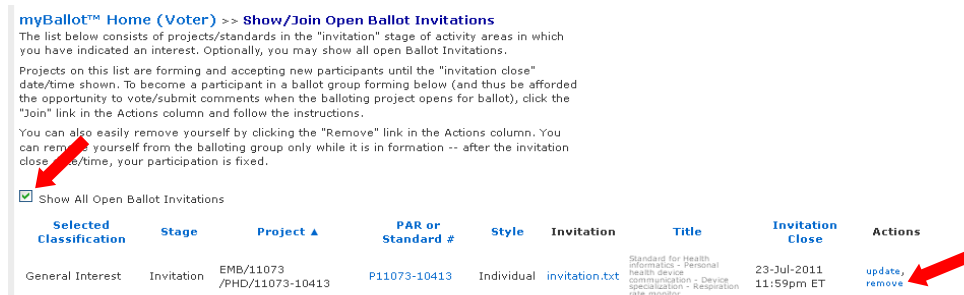 myBallot™ Home (Voter) >> Show/Join Open Ballot Invitations
The list below consists of projects/standards in the "invitation" stage of activity areas in which
you have indicated an interest. Optionally, you may show all open Ballot Invitations.
Projects on this list are forming and accepting new participants until the "invitation close"
date/time shown. To become a participant in a ballot group forming below (and thus be afforded
the opportunity to vote/submit comments when the balloting project opens for ballot), click the
"Join" link in the Actions column and follow the instructions.
You can also easily remove yourself by clicking the "Remove" link in the Actions column. You
can remove yourself from the balloting group only while it is in formation -- after the invitation
close date/time, your participation is fixed.
Show All Open Ballot Invitations
Selected Classification Stage Project ▲ PAR or Standard # Style Invitation Title Invitation Close Actions
General Interest Invitation EMB/11073 /PHD/11073-10413 P11073-10413 Individual invitation.txt
Standard for Health
informatics - Personal
health device
communication - Device
specialization - Respiration
rate monitor
23-Jul-2011
11:59pm ET
update,
remove